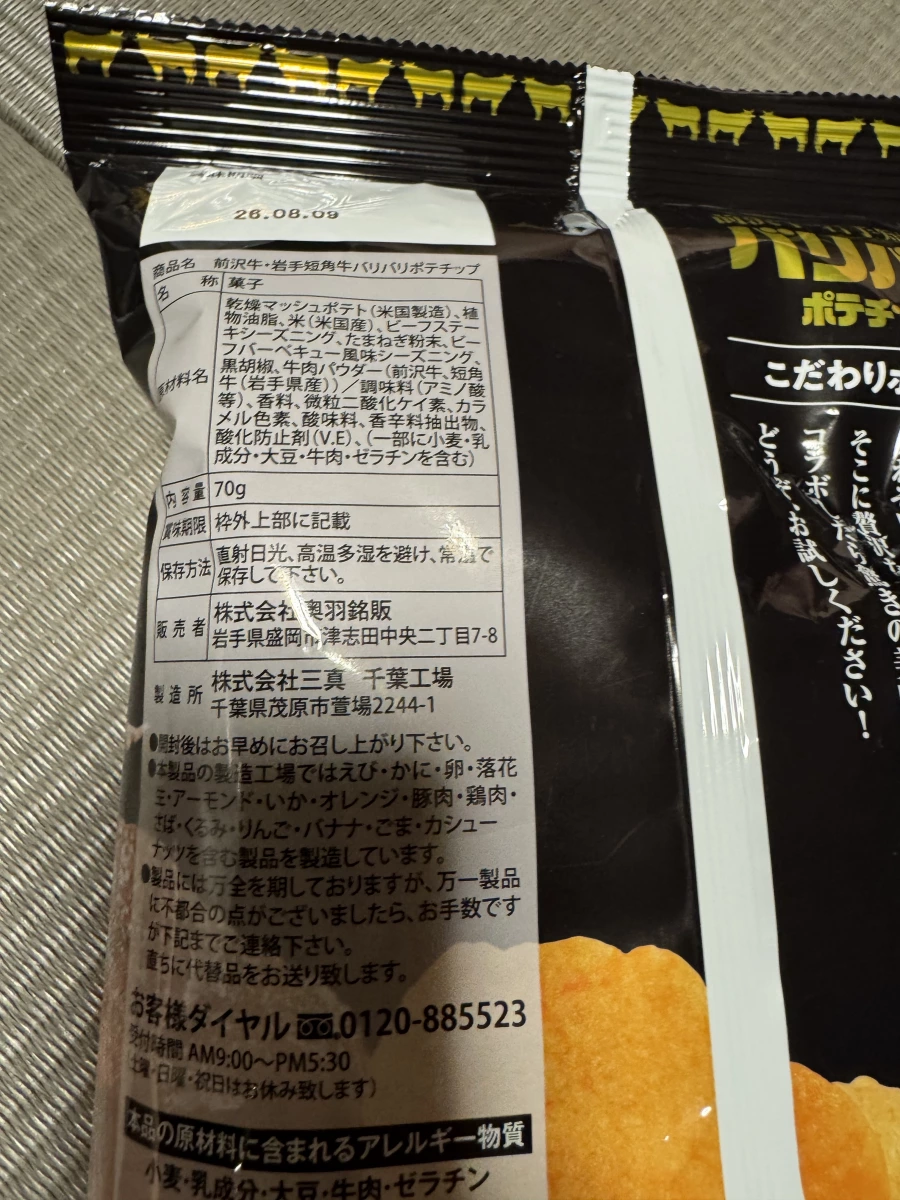 賞味期限
26.08.09
商品名 前沢牛・岩手短角牛バリバリポテチップ
名 称 菓子
原材料名 乾燥マッシュポテト(米国製造)、植
物油脂、米(米国産)、ビーフステー
キシーズニング、たまねぎ粉末、ビー
フバーベキュー風味シーズニング、
黒胡椒、牛肉パウダー(前沢牛、短角
牛(岩手県産))/調味料(アミノ酸
等)、香料、微粒二酸化ケイ素、カラ
メル色素、酸味料、香辛料抽出物、
酸化防止剤(V.E)、(一部に小麦・乳
成分・大豆・牛肉・ゼラチンを含む)
内容量 70g
賞味期限 枠外上部に記載
保存方法 直射日光、高温多湿を避け、常温で
保存して下さい。
販売者 株式会社奥羽銘販
岩手県盛岡市津志田中央二丁目7-8
製造所 株式会社三真 千葉工場
千葉県茂原市萱場2244-1
●開封後はお早めにお召し上がり下さい。
●本製品の製造工場ではえび・かに・卵・落花
生・アーモンド・いか・オレンジ・豚肉・鶏肉・
さば・くるみ・りんご・バナナ・ごま・カシュー
ナッツを含む製品を製造しています。
●製品には万全を期しておりますが、万一製品
に不都合の点がございましたら、お手数です
が下記までご連絡下さい。
直ちに代替品をお送り致します。
お客様ダイヤル 0120-885523
受付時間 AM9:00～PM5:30
(土曜・日曜・祝日はお休み致します)
本品の原材料に含まれるアレルギー物質
小麦・乳成分・大豆・牛肉・ゼラチン
バリバ
ポテチ
こだわり
そこに贅
コラボ
どうぞ、お試しください！